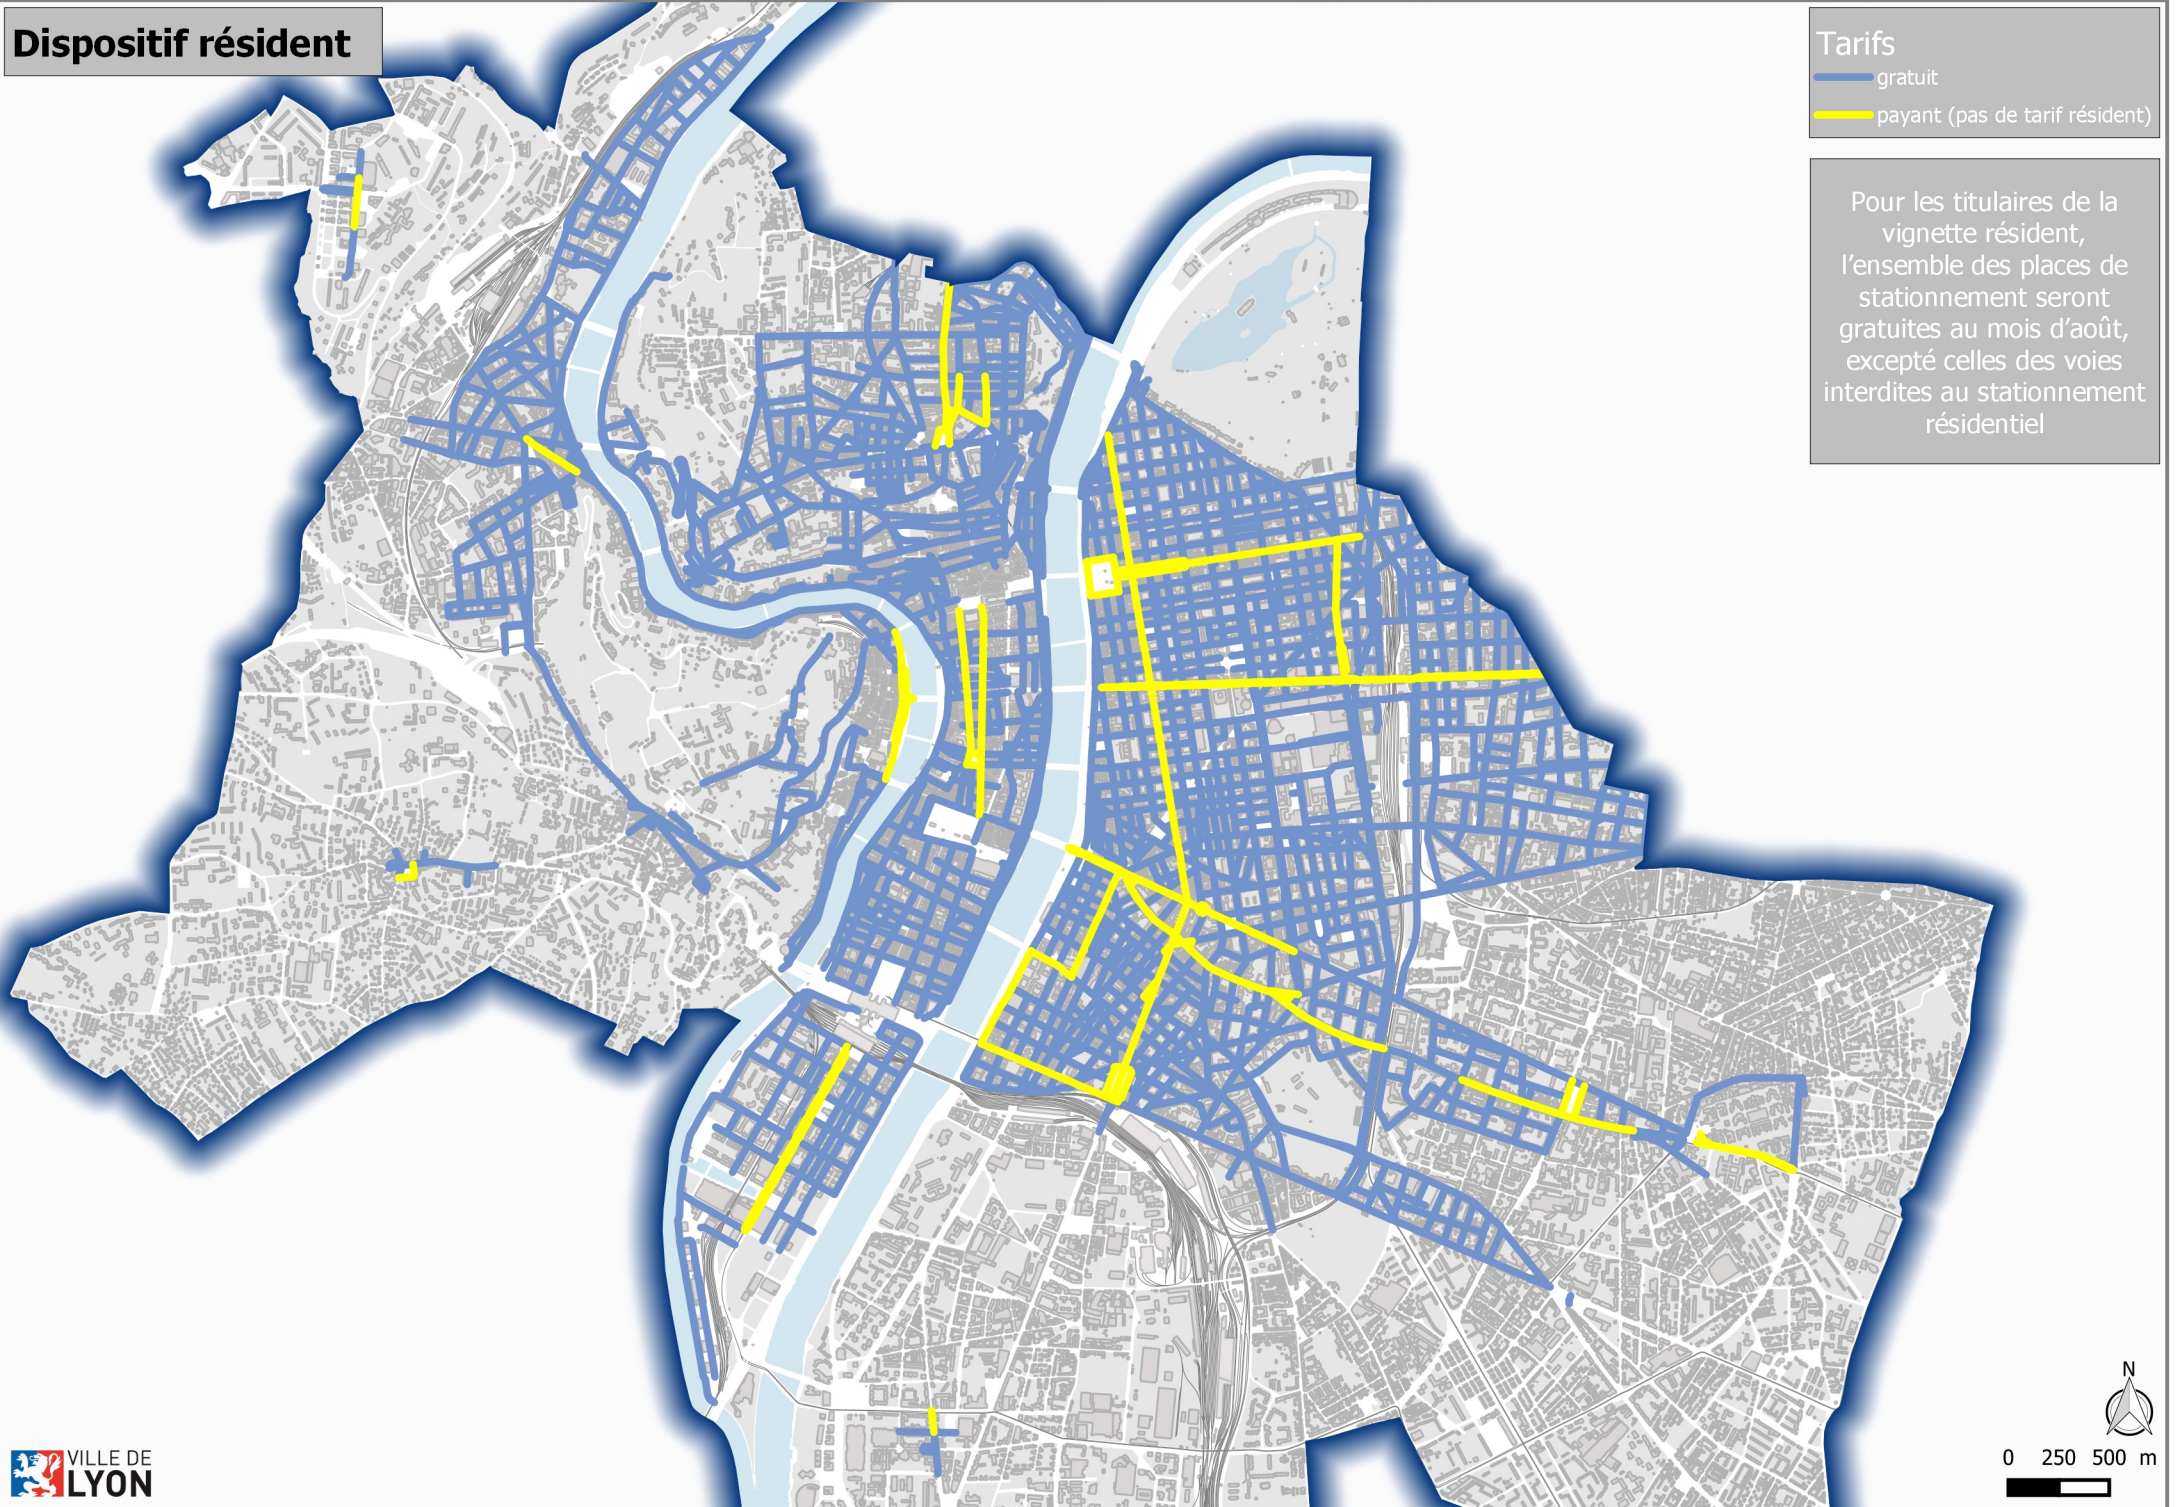 Dispositif résident
Tarifs
gratuit
payant (pas de tarif résident)
Pour les titulaires de la
vignette résident,
l'ensemble des places de
stationnement seront
gratuites au mois d'août,
excepté celles des voies
interdites au stationnement
résidentiel
N
0 250 500 m
VILLE DE
LYON